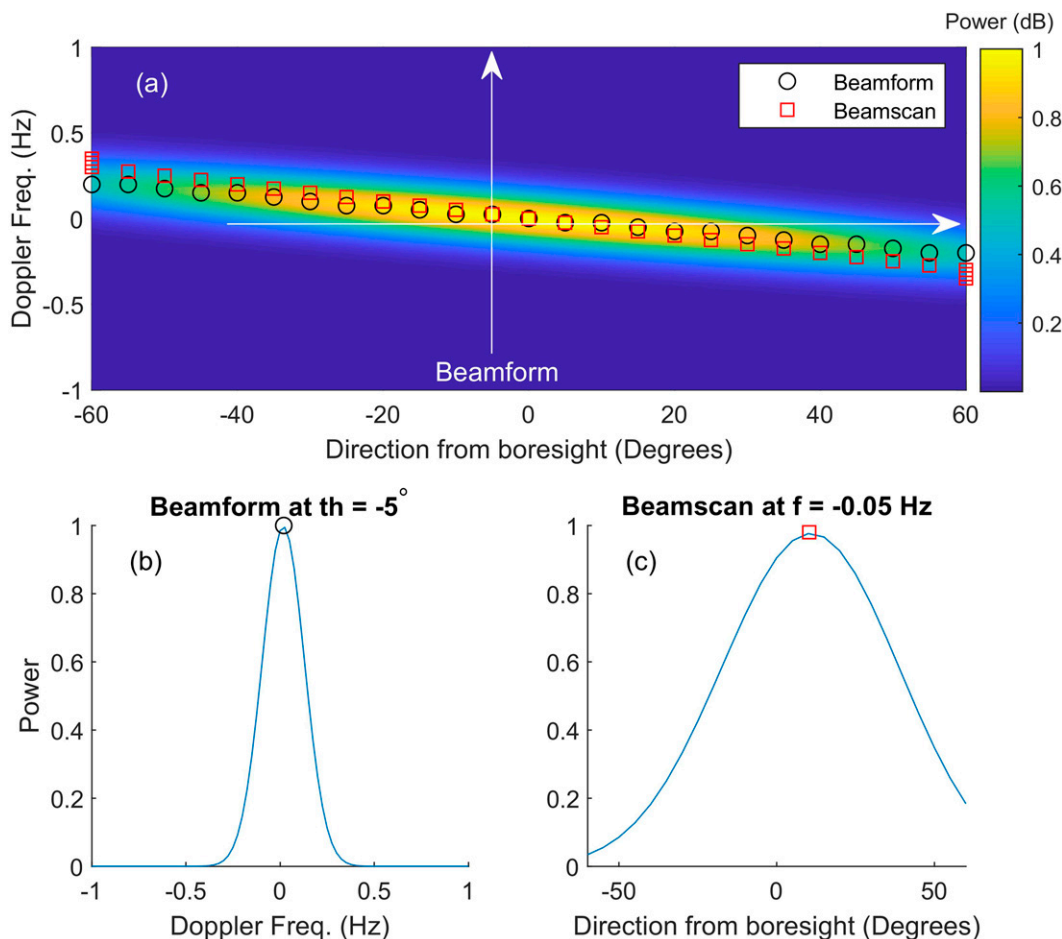 Power (dB)
1
(a)
Beamform
Beamscan
1
0.5
0
-0.5
-1
Doppler Freq. (Hz)
1
0.8
0.6
0.4
0.2
Beamform
-60
-40
-20
0
20
40
60
Direction from boresight (Degrees)
Beamform at th = -5°
(b)
1
0.8
0.6
0.4
0.2
0
Power
-1
-0.5
0
0.5
1
Doppler Freq. (Hz)
Beamscan at f = -0.05 Hz
(c)
1
0.8
0.6
0.4
0.2
0
-50
0
50
Direction from boresight (Degrees)